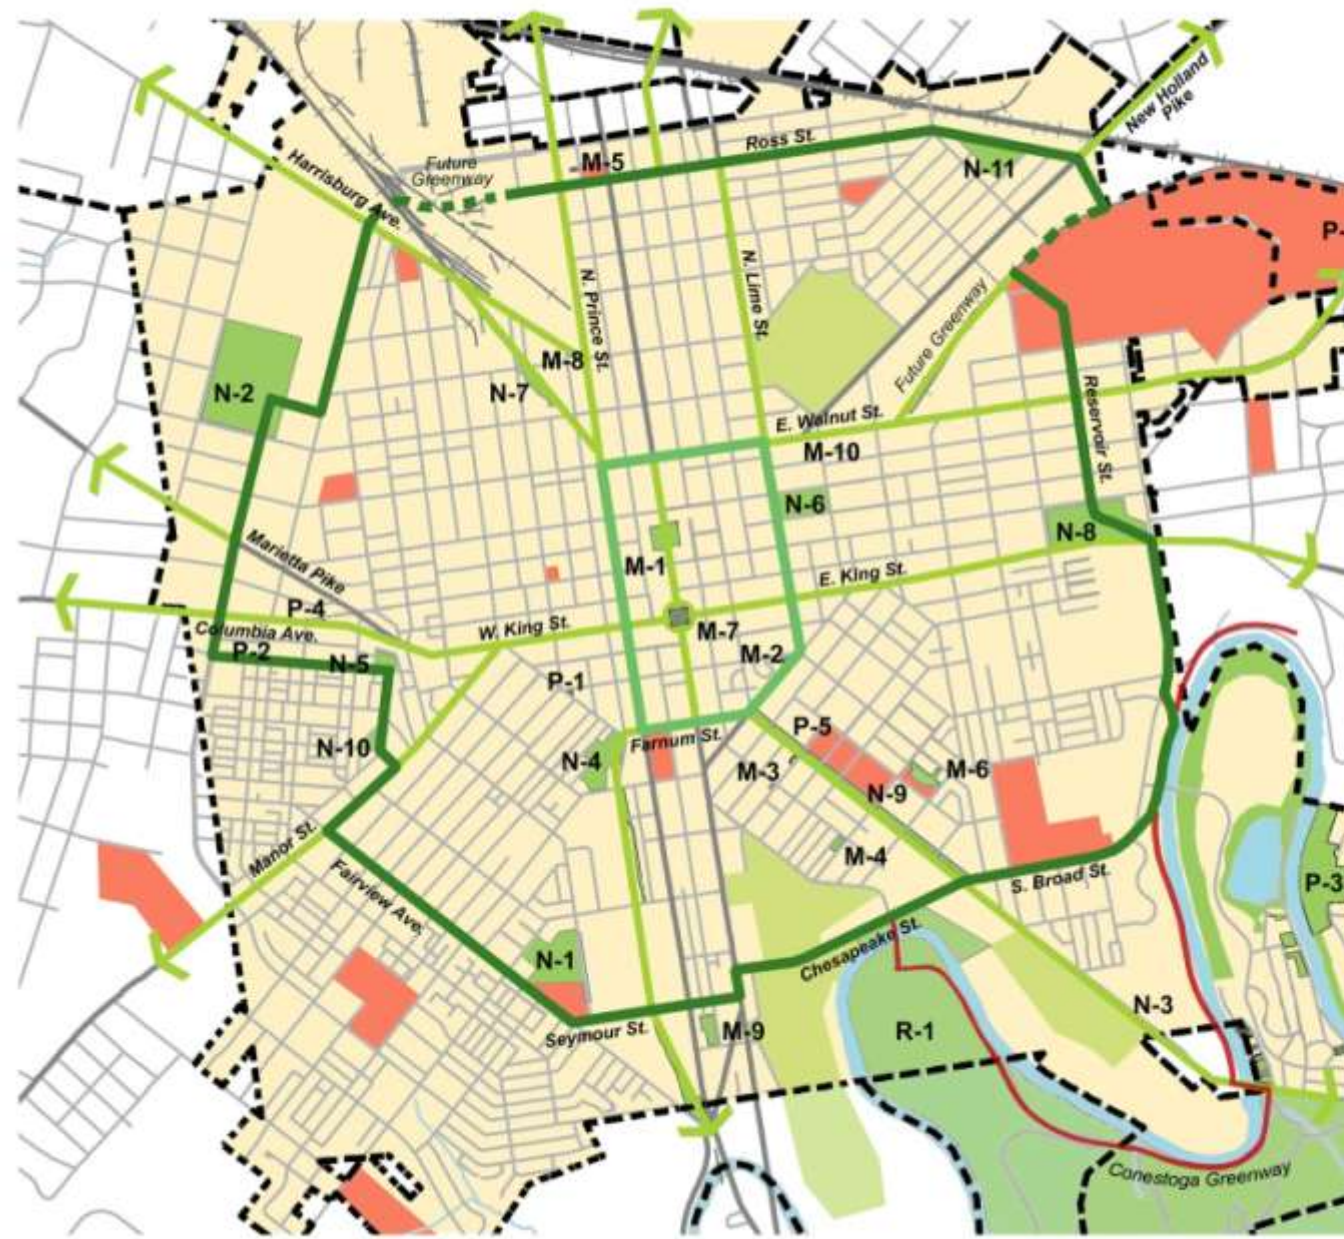 New Holland
Pike
Ross St.
M-5
Future
Greenway
N-11
Harrisburg Ave.
P-
N. Prince St.
N. Lime St.
Future Greenway
M-8
N-7
N-2
Reservoir St.
E. Walnut St.
M-10
N-6
N-8
Marietta Pike
M-1
E. King St.
P-4
Columbia Ave.
W. King St.
M-7
P-2
N-5
M-2
P-1
N-10
Farnum St.
P-5
N-4
M-3
M-6
N-9
Manor St.
M-4
Fairview Ave.
S. Broad St.
P-3
Chesapeake St.
N-1
N-3
Seymour St.
M-9
R-1
Conestoga Greenway